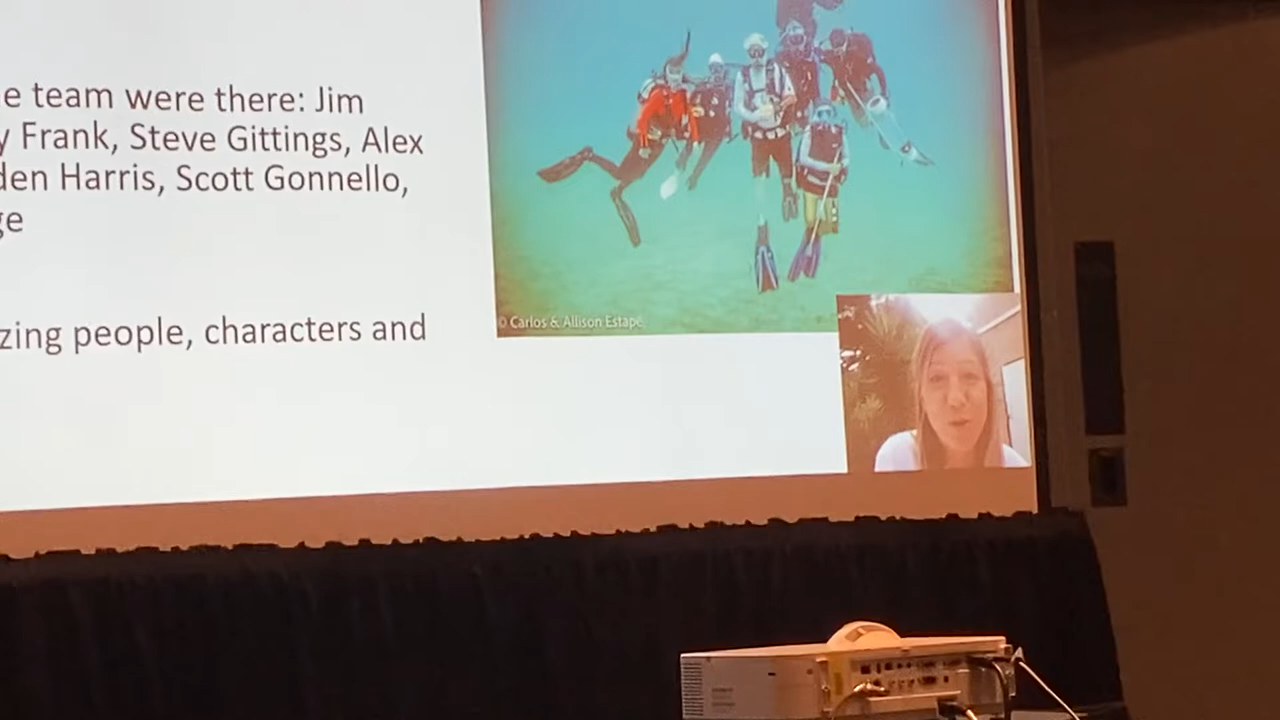 e team were there: Jim
y Frank, Steve Gittings, Alex
den Harris, Scott Gonnello,
ge
zing people, characters and
© Carlos & Allison Estapé